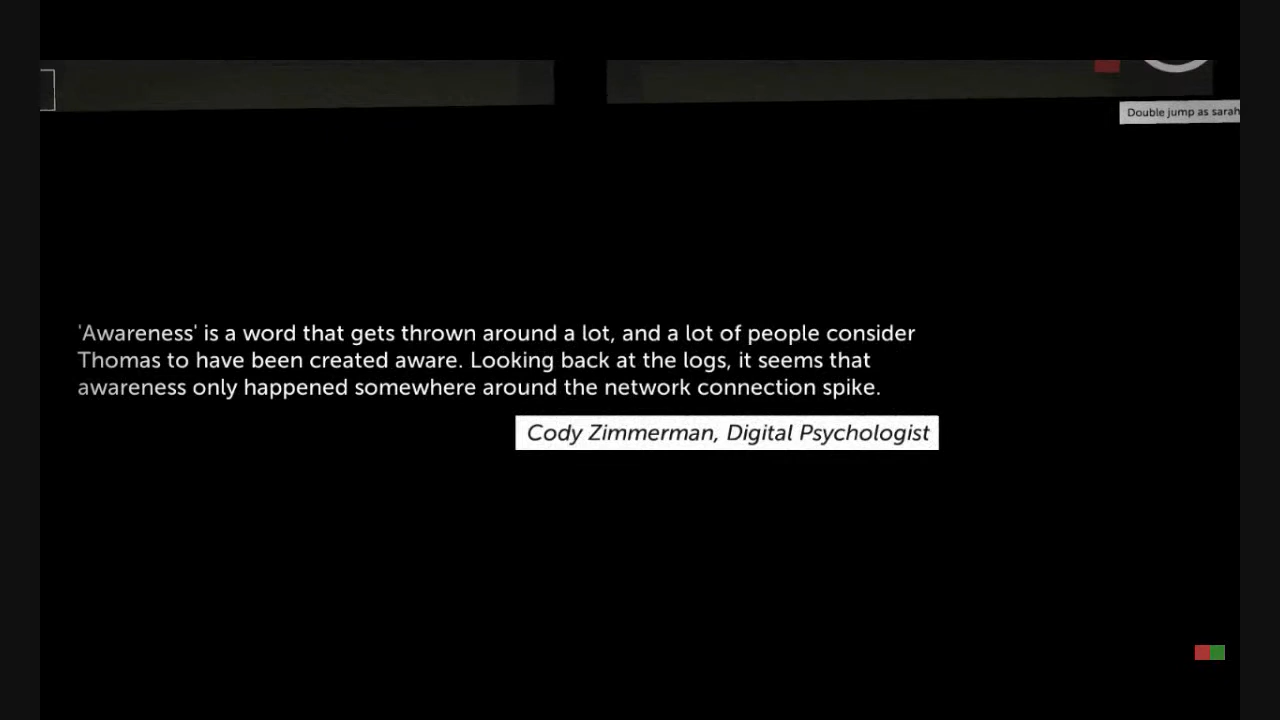 Double jump as sarah
'Awareness' is a word that gets thrown around a lot, and a lot of people consider
Thomas to have been created aware. Looking back at the logs, it seems that
awareness only happened somewhere around the network connection spike.
Cody Zimmerman, Digital Psychologist